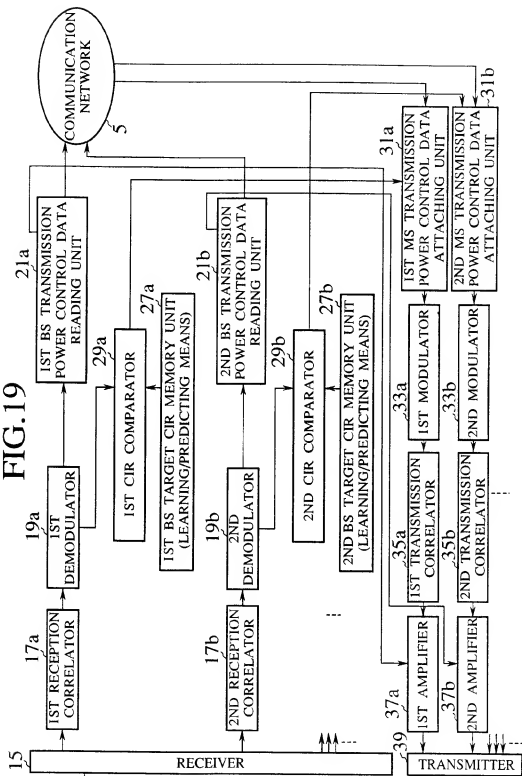 FIG.19
15
RECEIVER
17a
1ST RECEPTION
CORRELATOR
19a
1ST
DEMODULATOR
21a
1ST BS TRANSMISSION
POWER CONTROL DATA
READING UNIT
COMMUNICATION
NETWORK
5
29a
1ST CIR COMPARATOR
27a
1ST BS TARGET CIR MEMORY UNIT
(LEARNING/PREDICTING MEANS)
17b
2ND RECEPTION
CORRELATOR
19b
2ND
DEMODULATOR
21b
2ND BS TRANSMISSION
POWER CONTROL DATA
READING UNIT
29b
2ND CIR COMPARATOR
27b
2ND BS TARGET CIR MEMORY UNIT
(LEARNING/PREDICTING MEANS)
39
TRANSMITTER
37a
1ST AMPLIFIER
35a
1ST TRANSMISSION
CORRELATOR
33a
1ST MODULATOR
31a
1ST MS TRANSMISSION
POWER CONTROL DATA
ATTACHING UNIT
37b
2ND AMPLIFIER
35b
2ND TRANSMISSION
CORRELATOR
33b
2ND MODULATOR
31b
2ND MS TRANSMISSION
POWER CONTROL DATA
ATTACHING UNIT